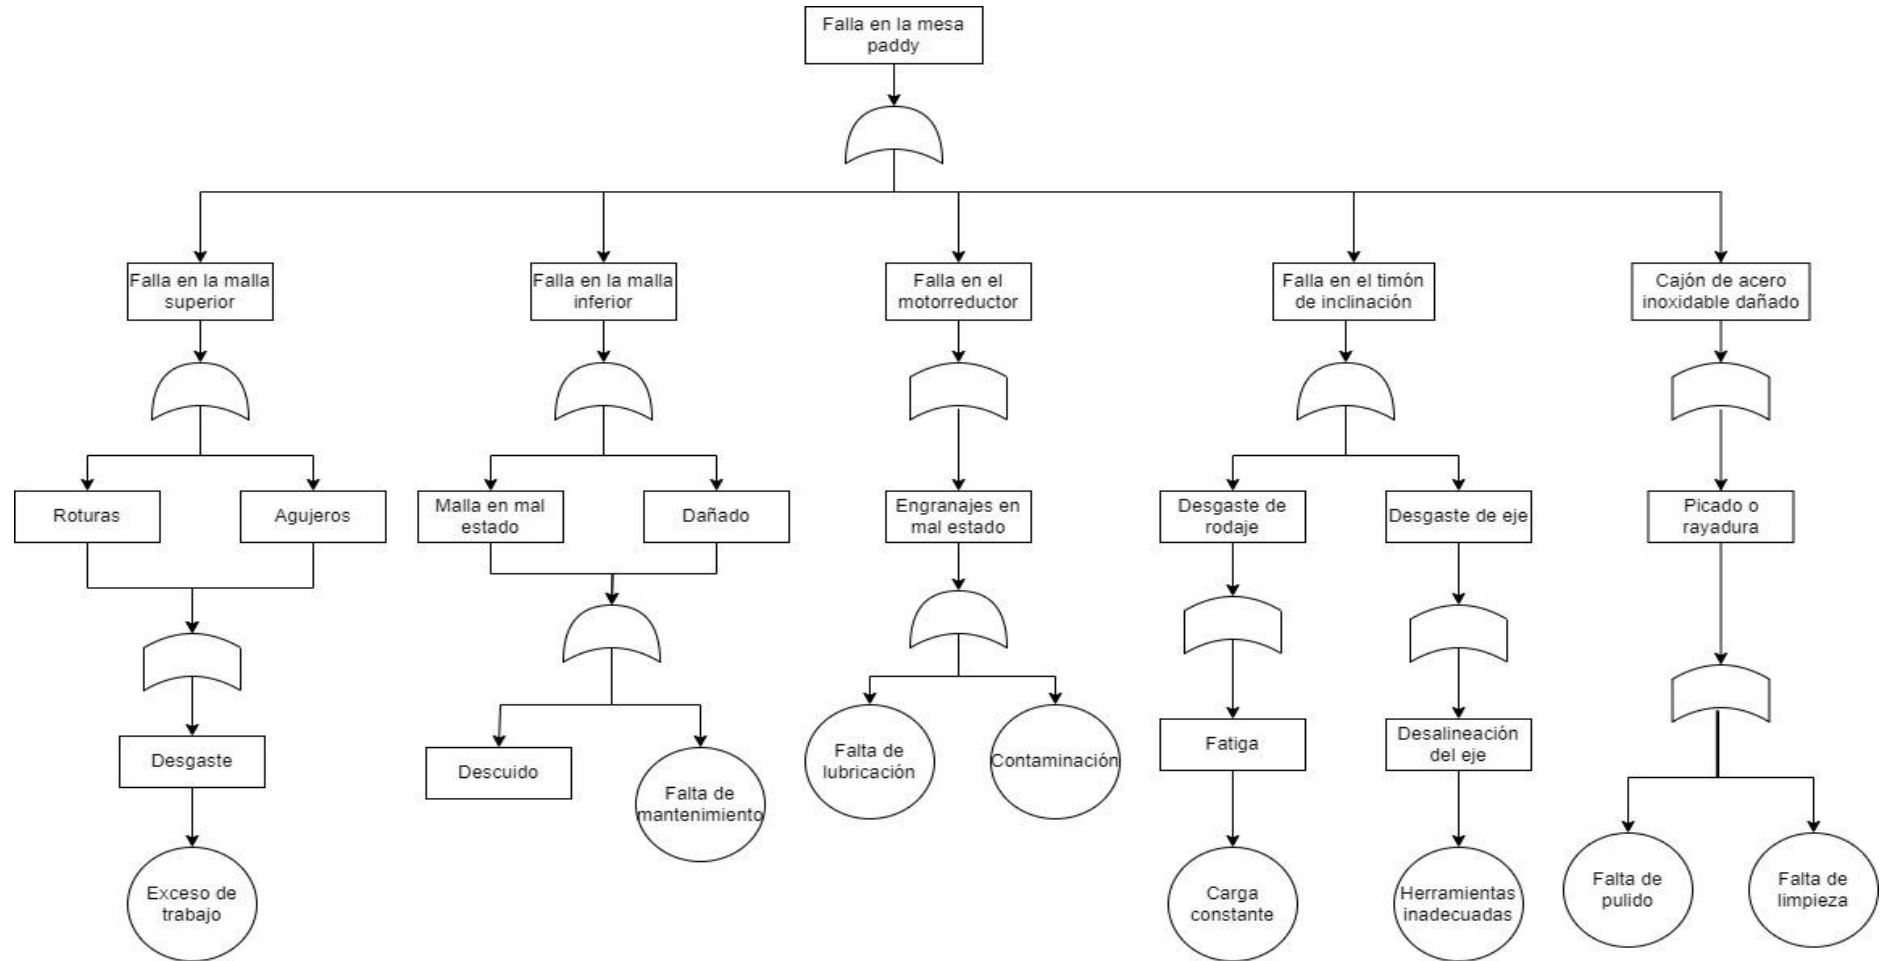 Falla en la mesa
paddy
Falla en la malla
superior
Falla en la malla
inferior
Falla en el
motorreductor
Falla en el timón
de inclinación
Cajón de acero
inoxidable dañado
Roturas
Agujeros
Malla en mal
estado
Dañado
Engranajes en
mal estado
Desgaste de
rodaje
Desgaste de eje
Picado o
rayadura
Desgaste
Descuido
Falta de
mantenimiento
Falta de
lubricación
Contaminación
Fatiga
Desalineación
del eje
Exceso de
trabajo
Carga
constante
Herramientas
inadecuadas
Falta de
pulido
Falta de
limpieza